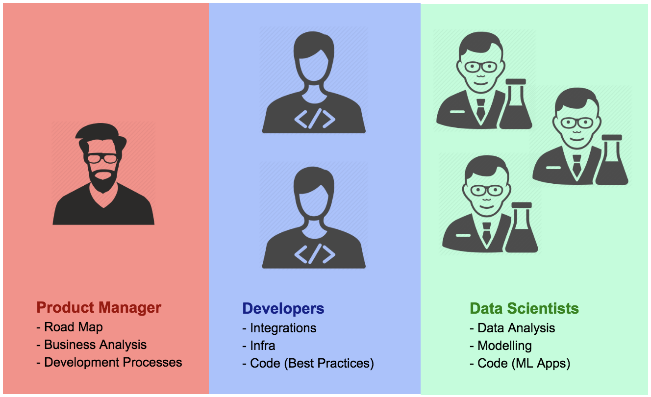 </>
</>
Product Manager
- Road Map
- Business Analysis
- Development Processes
Developers
- Integrations
- Infra
- Code (Best Practices)
Data Scientists
- Data Analysis
- Modelling
- Code (ML Apps)